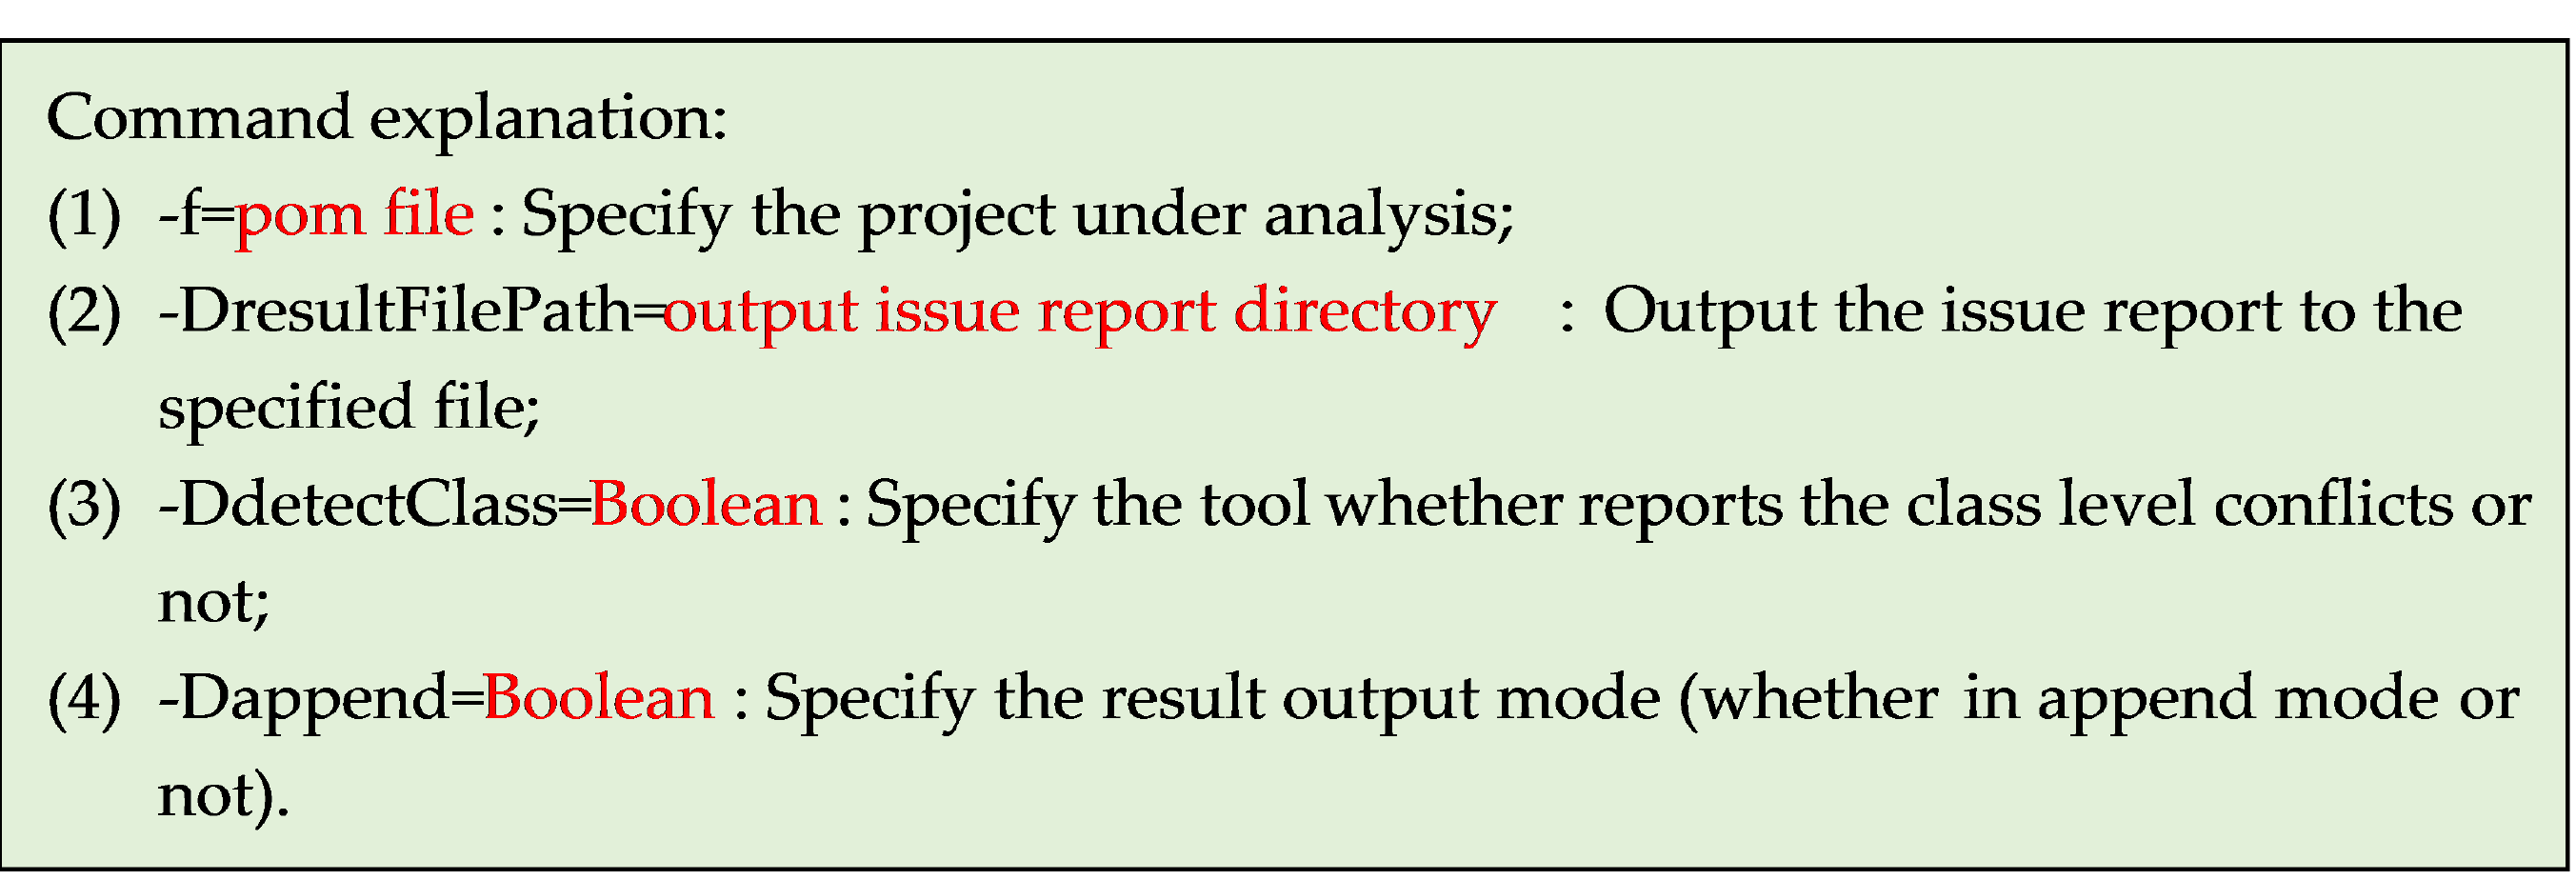 Command explanation:
(1) -f=pom file : Specify the project under analysis;
(2) -DresultFilePath=output issue report directory : Output the issue report to the
specified file;
(3) -DdetectClass=Boolean : Specify the tool whether reports the class level conflicts or
not;
(4) -Dappend=Boolean : Specify the result output mode (whether in append mode or
not).